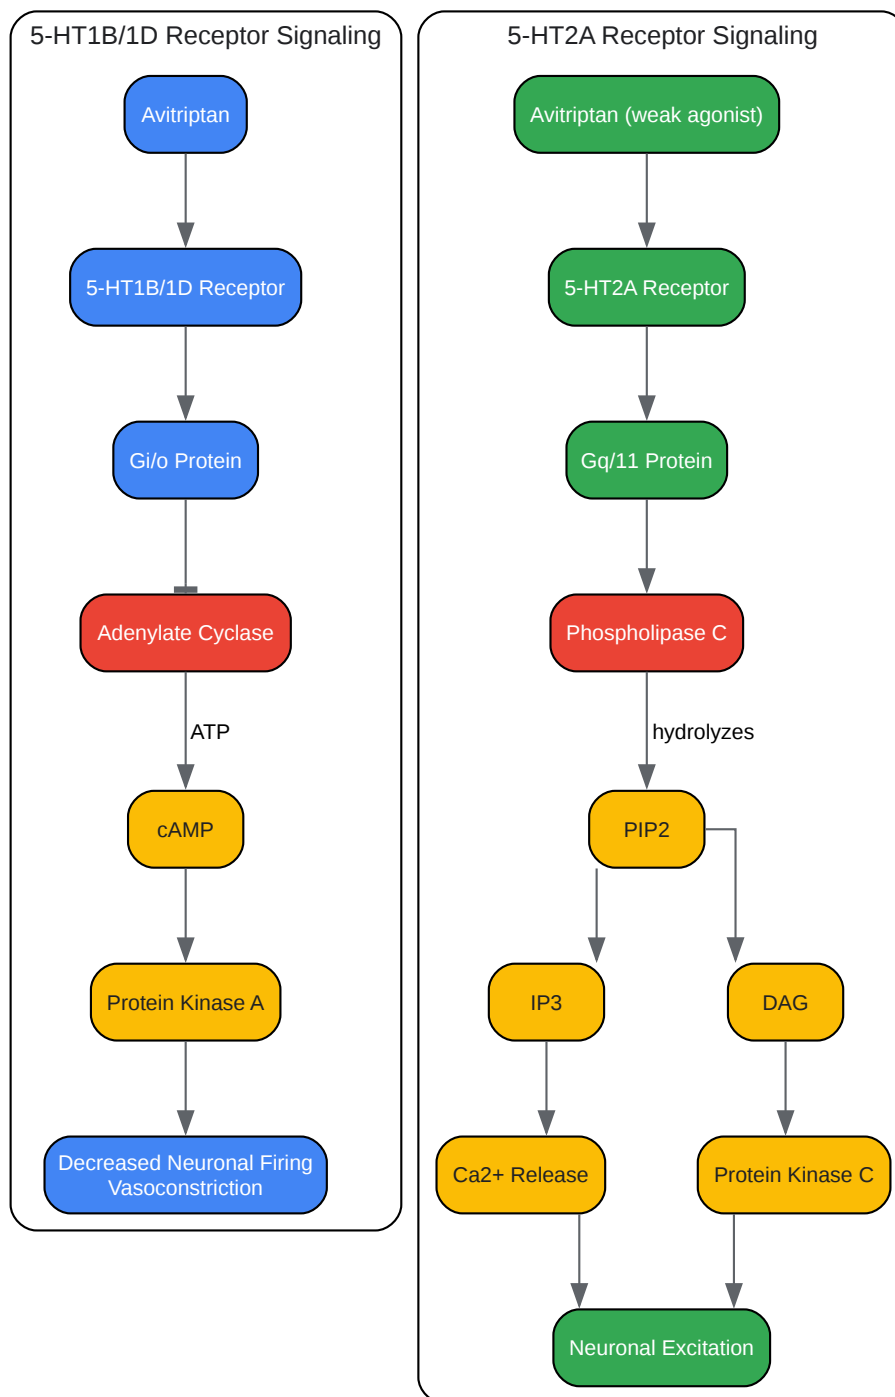 5-HT1B/1D Receptor Signaling
Avitriptan
5-HT1B/1D Receptor
Gi/o Protein
Adenylate Cyclase
ATP
cAMP
Protein Kinase A
Decreased Neuronal Firing
Vasoconstriction
5-HT2A Receptor Signaling
Avitriptan (weak agonist)
5-HT2A Receptor
Gq/11 Protein
Phospholipase C
hydrolyzes
PIP2
IP3
DAG
Ca2+ Release
Protein Kinase C
Neuronal Excitation